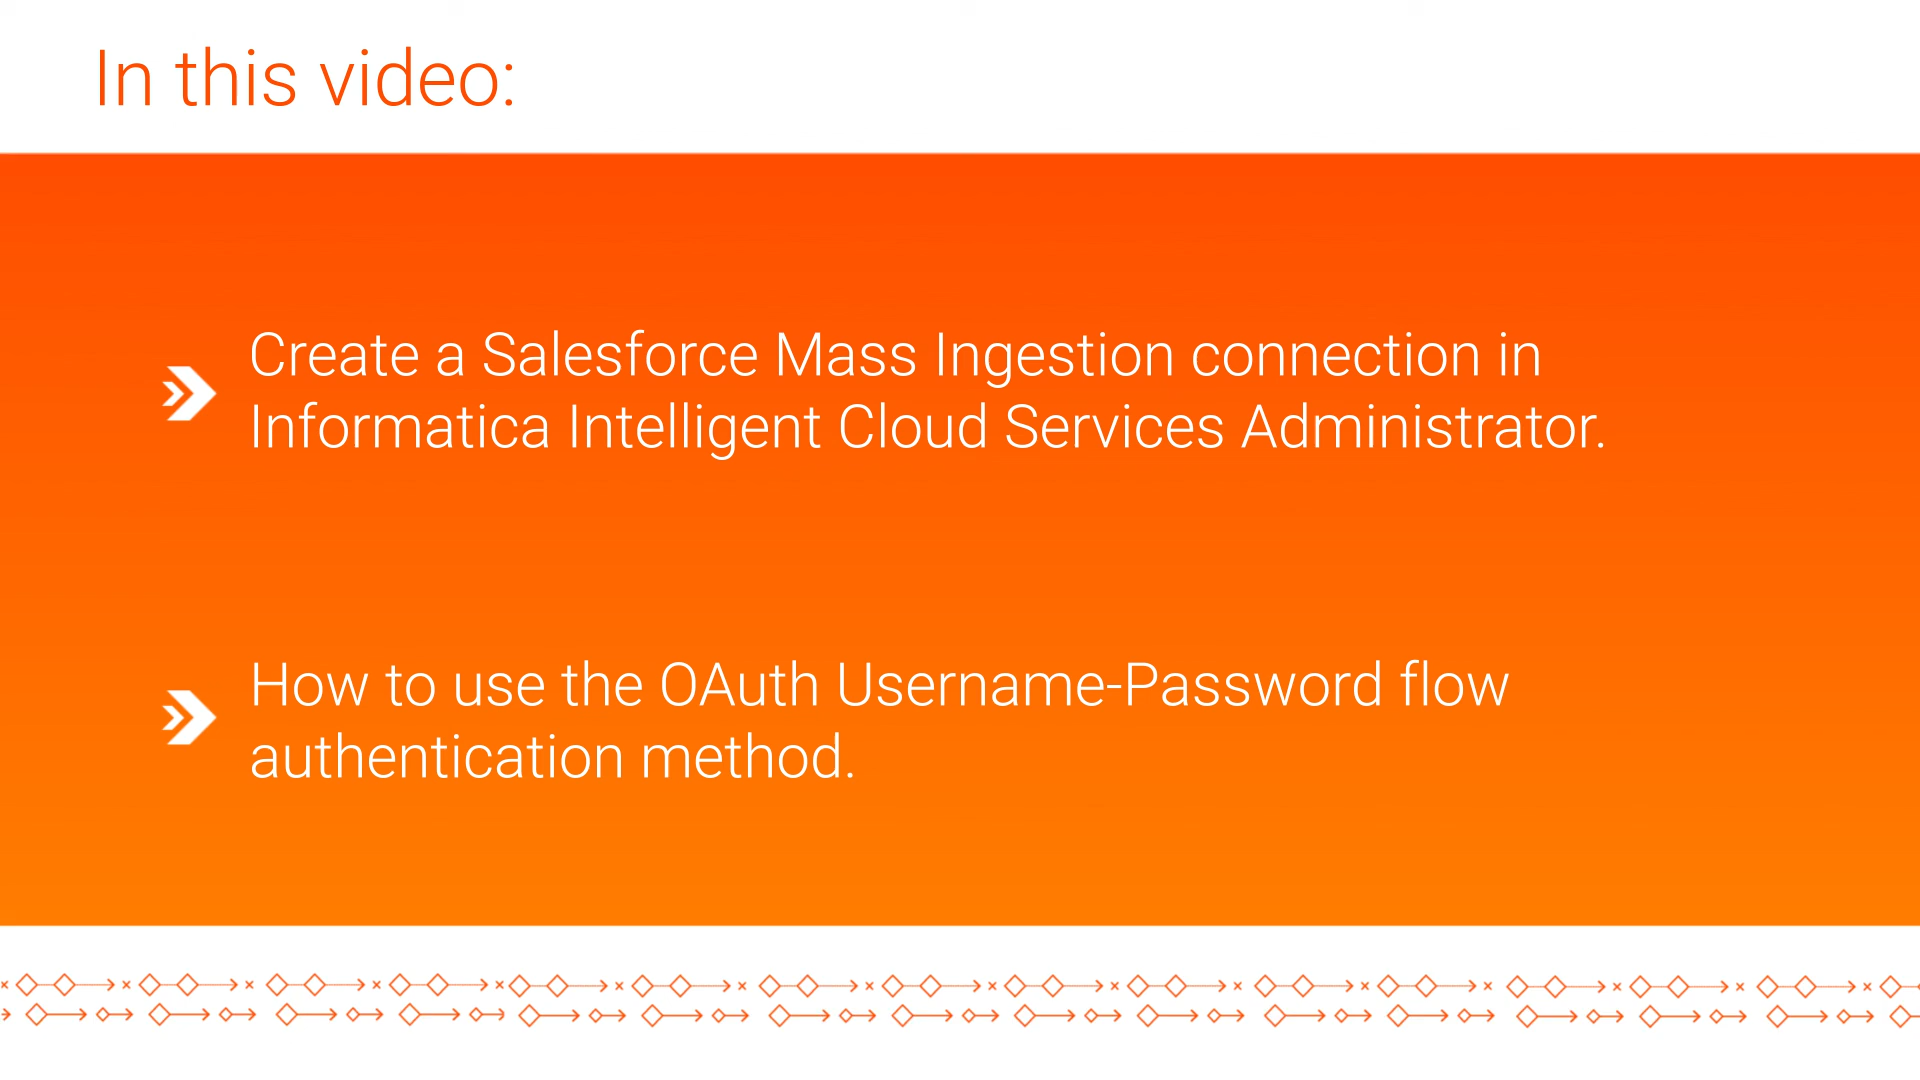 In this video:
Create a Salesforce Mass Ingestion connection in
Informatica Intelligent Cloud Services Administrator.
How to use the OAuth Username-Password flow
authentication method.